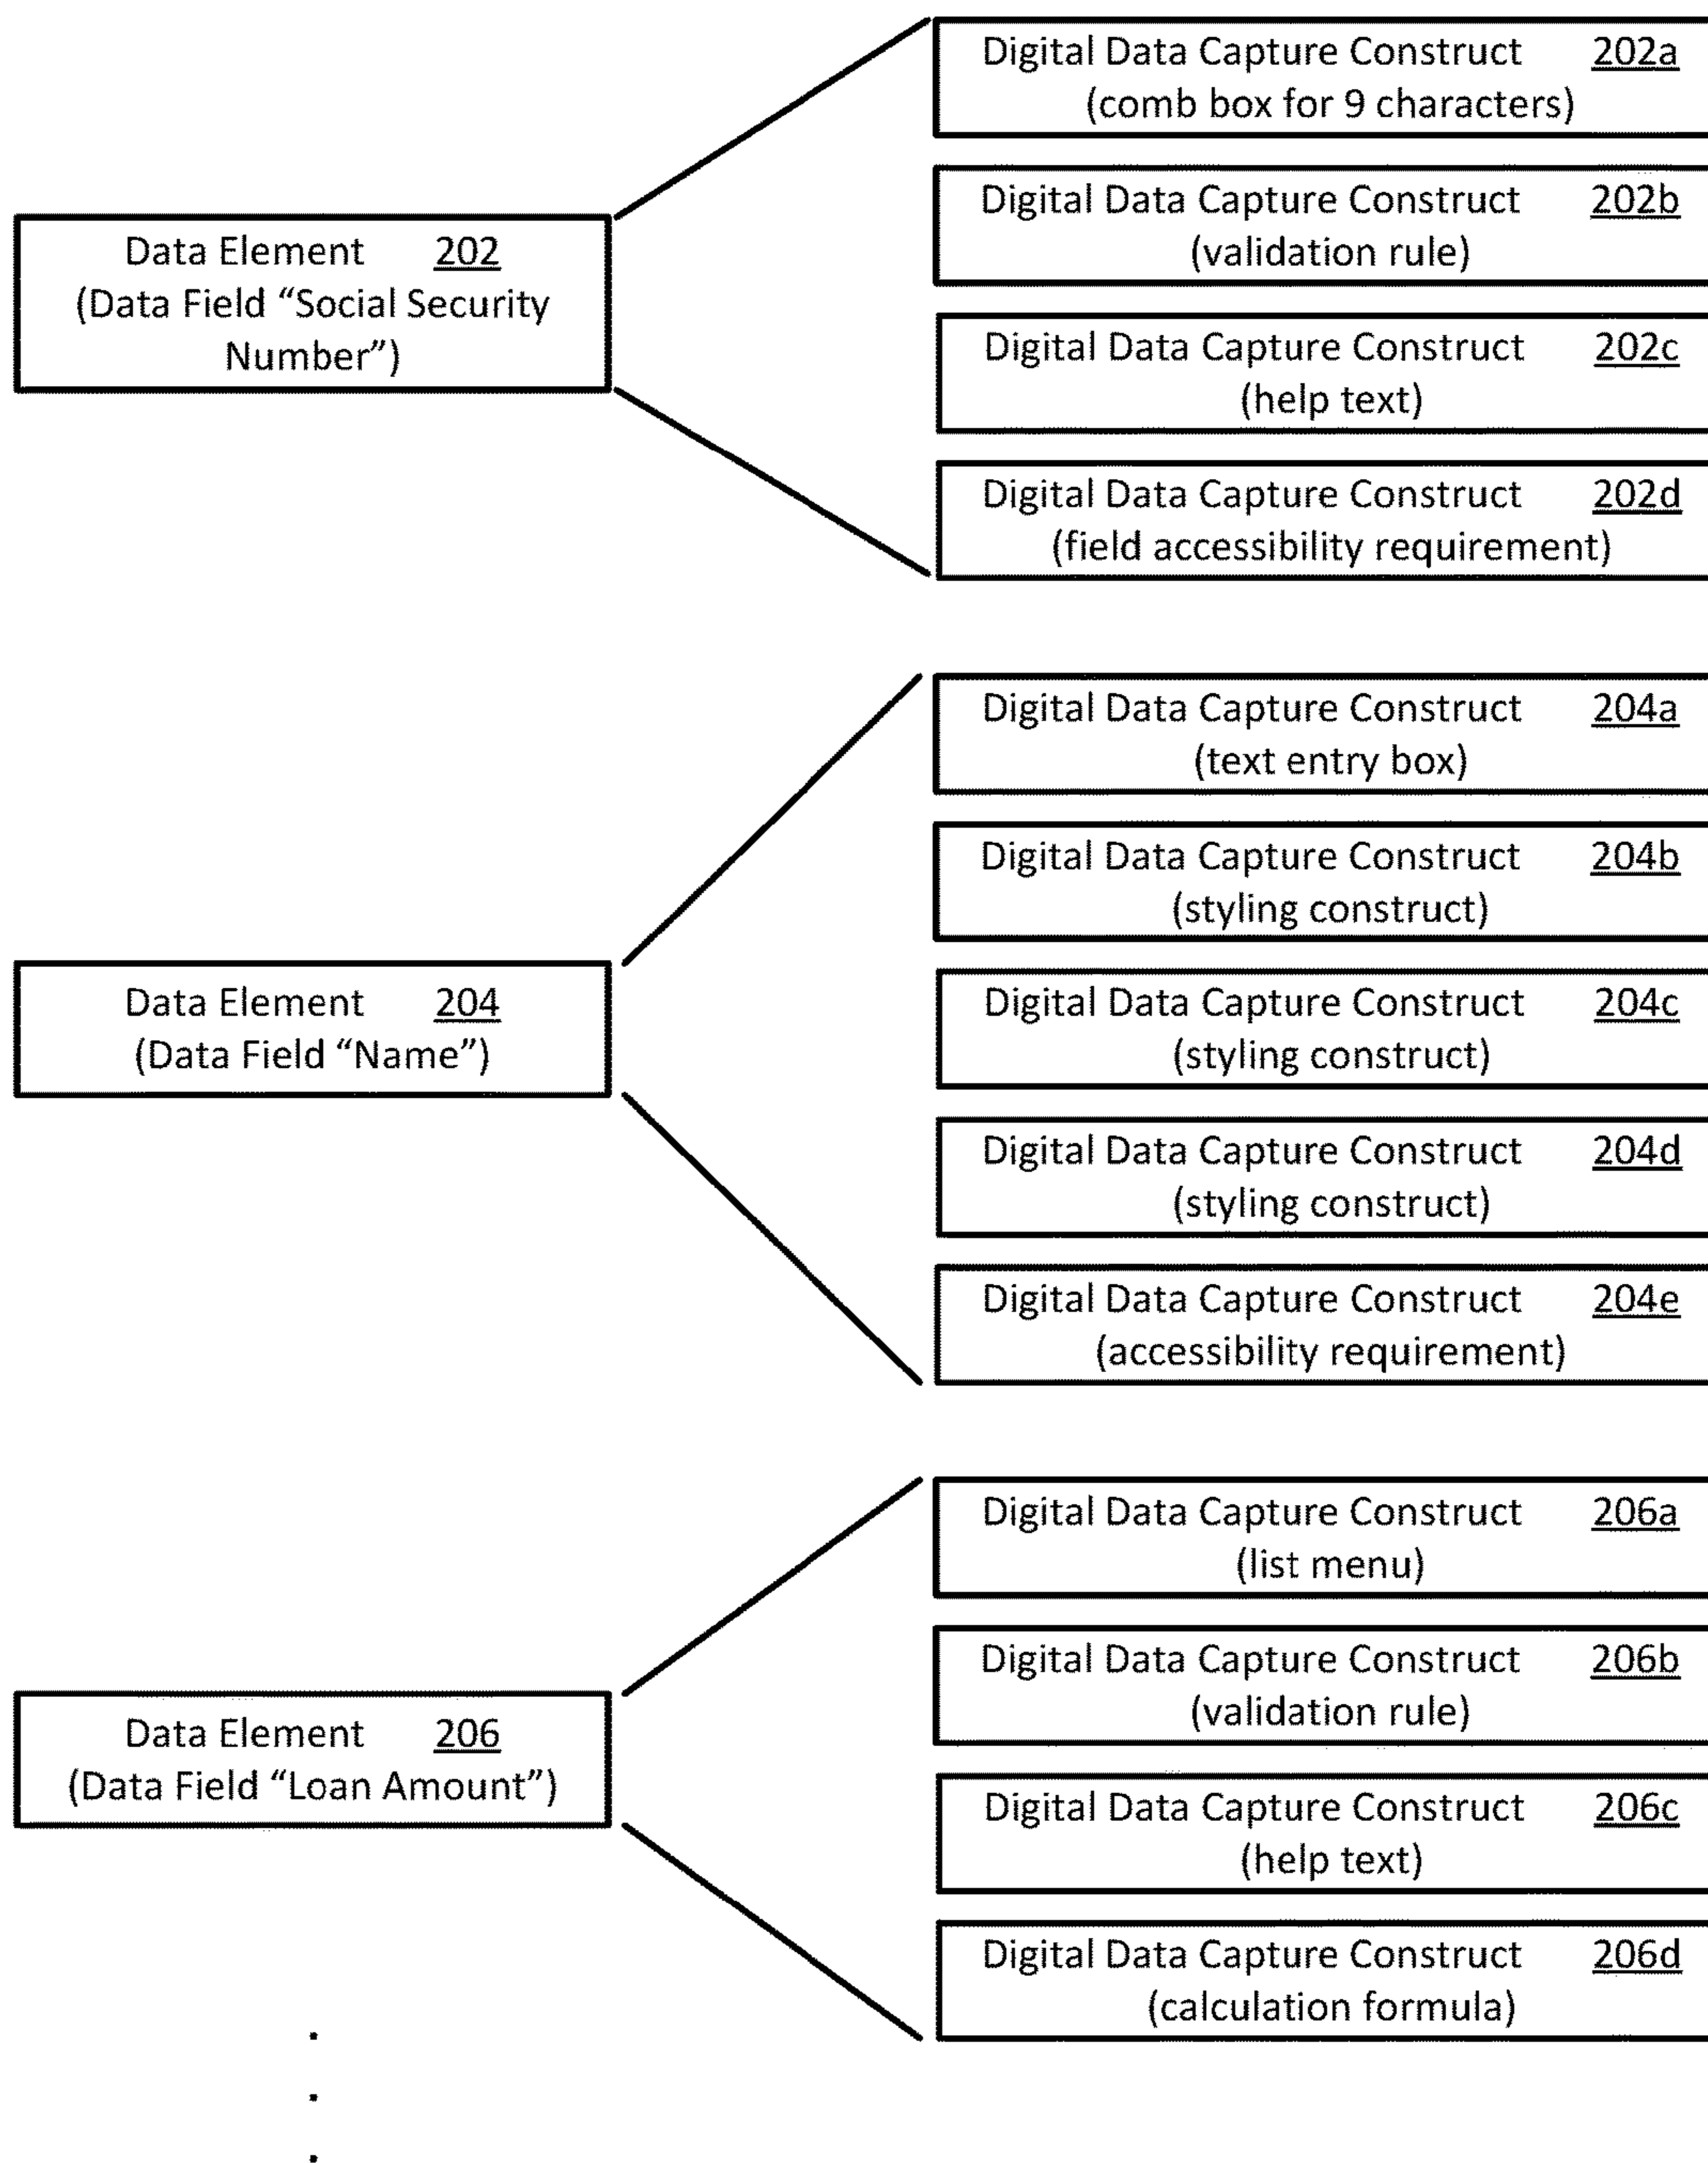 Digital Data Capture Construct 202a
(comb box for 9 characters)
Digital Data Capture Construct 202b
(validation rule)
Data Element 202
(Data Field “Social Security
Number”)
Digital Data Capture Construct 202c
(help text)
Digital Data Capture Construct 202d
(field accessibility requirement)
Digital Data Capture Construct 204a
(text entry box)
Digital Data Capture Construct 204b
(styling construct)
Data Element 204
(Data Field “Name”)
Digital Data Capture Construct 204c
(styling construct)
Digital Data Capture Construct 204d
(styling construct)
Digital Data Capture Construct 204e
(accessibility requirement)
Digital Data Capture Construct 206a
(list menu)
Digital Data Capture Construct 206b
(validation rule)
Data Element 206
(Data Field “Loan Amount”)
Digital Data Capture Construct 206c
(help text)
Digital Data Capture Construct 206d
(calculation formula)
.
.
.